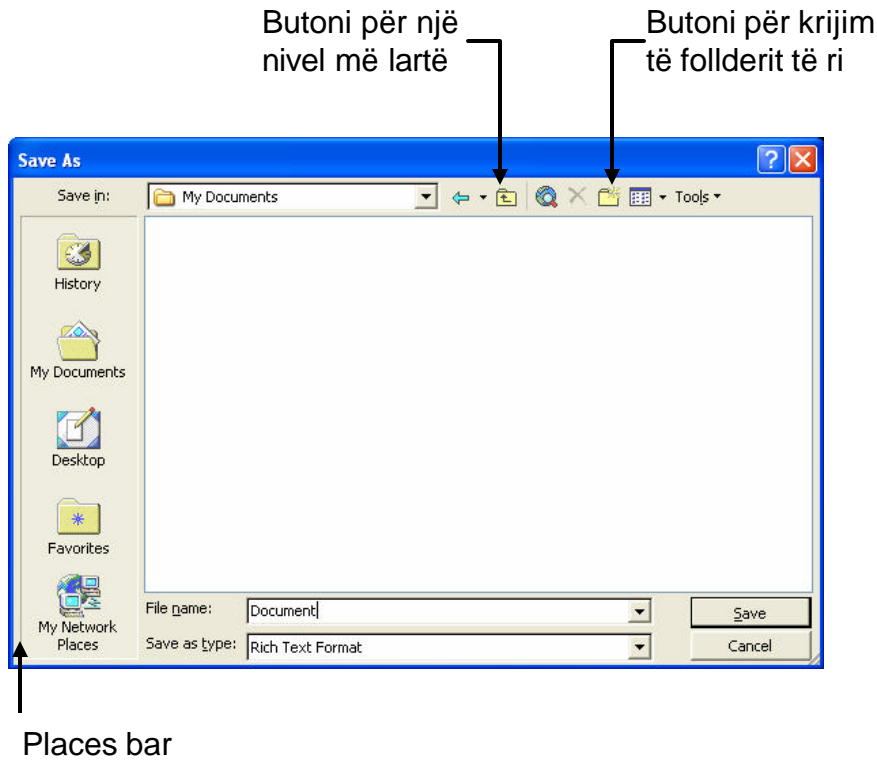 Butoni për një
nivel më lartë
Butoni për krijim
të follderit të ri
Save As
Save in:
My Documents
Tools
History
My Documents
Desktop
Favorites
My Network
Places
File name:
Document
Save
Save as type:
Rich Text Format
Cancel
Places bar